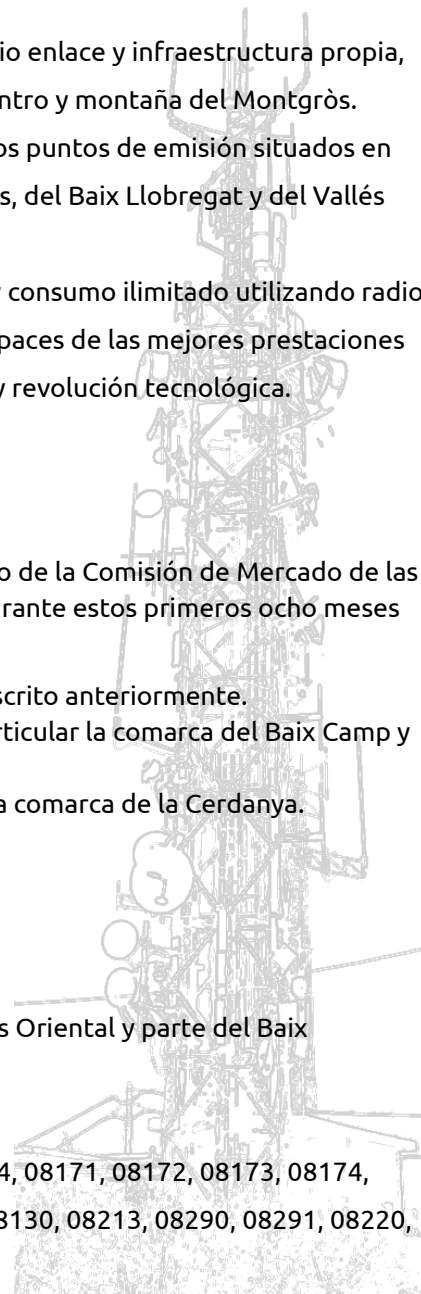 io enlace y infraestructura propia,
ntro y montaña del Montgròs.
os puntos de emisión situados en
s, del Baix Llobregat y del Vallés
consumo ilimitado utilizando radio
paces de las mejores prestaciones
y revolución tecnológica.
o de la Comisión de Mercado de las
rante estos primeros ocho meses
scrito anteriormente.
rticular la comarca del Baix Camp y
a comarca de la Cerdanya.
s Oriental y parte del Baix
4, 08171, 08172, 08173, 08174,
8130, 08213, 08290, 08291, 08220,